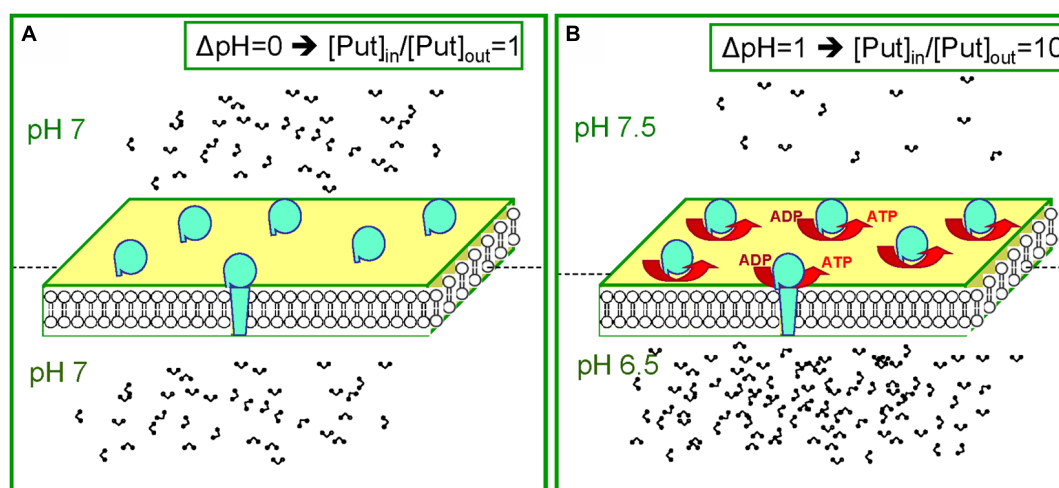 A
ΔpH=0 ➔ [Put]in/[Put]out=1
pH 7
pH 7
B
ΔpH=1 ➔ [Put]in/[Put]out=10
pH 7.5
ADP ATP
ADP ATP
pH 6.5